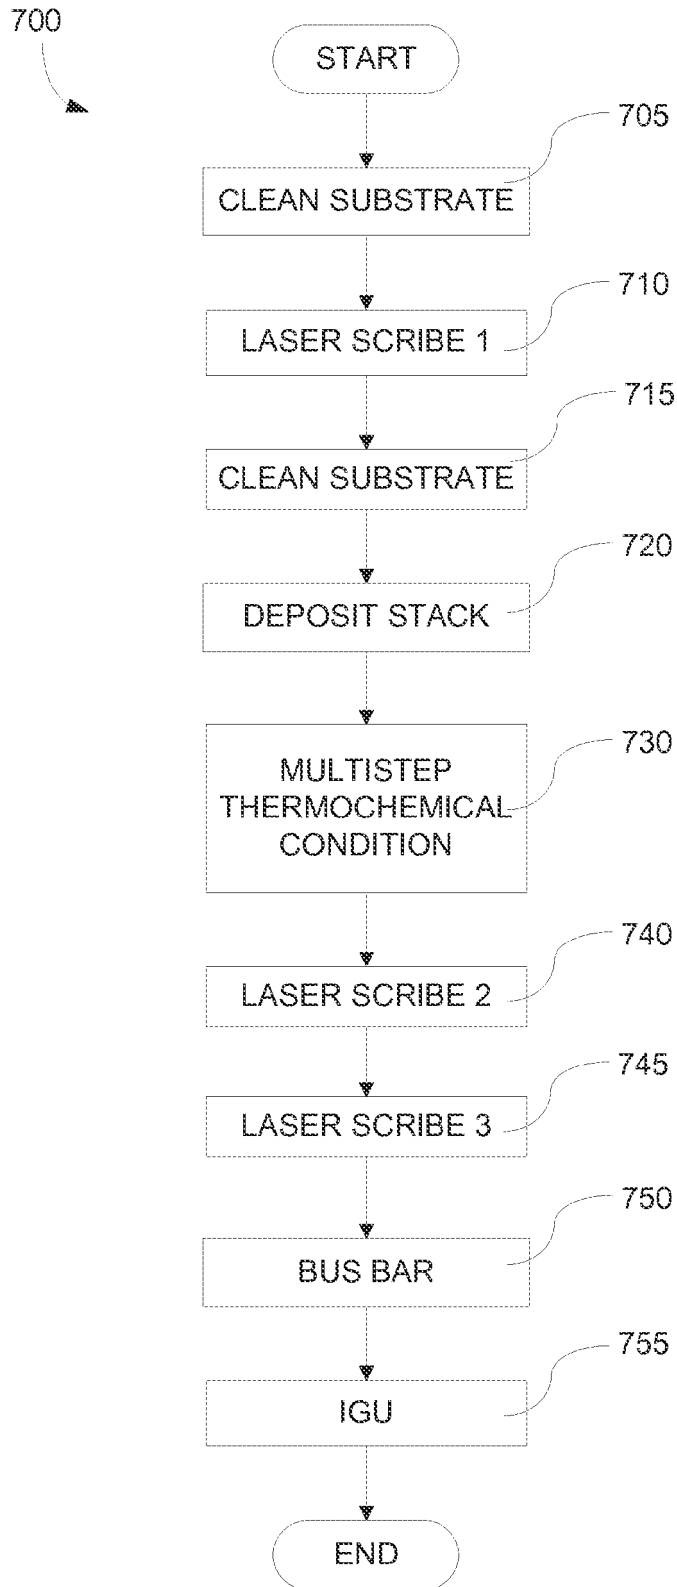 700
START
705
CLEAN SUBSTRATE
710
LASER SCRIBE 1
715
CLEAN SUBSTRATE
720
DEPOSIT STACK
730
MULTISTEP
THERMOCHEMICAL
CONDITION
740
LASER SCRIBE 2
745
LASER SCRIBE 3
750
BUS BAR
755
IGU
END